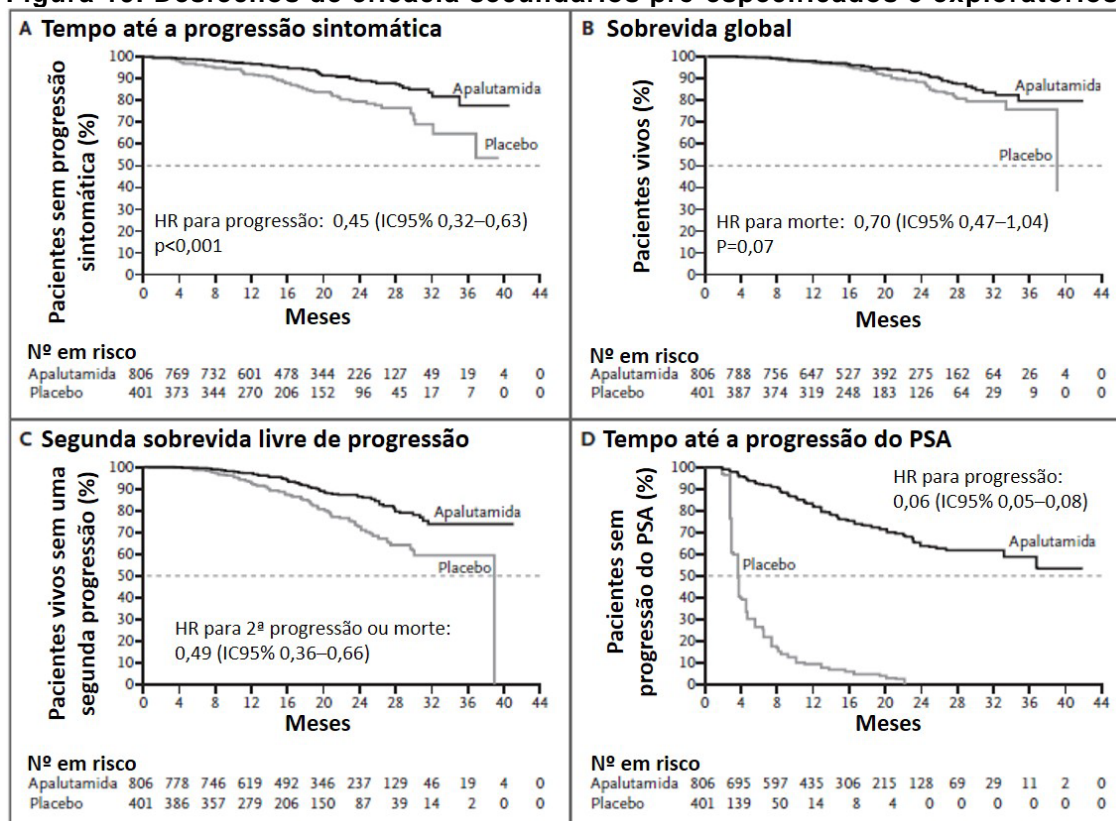 Figura 10. Desfechos de eficácia secundários pré-especificados e exploratórios
A Tempo até a progressão sintomática
Pacientes sem progressão
sintomática (%)
100
90
80
70
60
50
40
30
20
10
0
Apalutamida
Placebo
HR para progressão: 0,45 (IC95% 0,32–0,63)
p<0,001
0 4 8 12 16 20 24 28 32 36 40 44
Meses
Nº em risco
Apalutamida 806 769 732 601 478 344 226 127 49 19 4 0
Placebo 401 373 344 270 206 152 96 45 17 7 0 0
B Sobrevida global
Pacientes vivos (%)
100
90
80
70
60
50
40
30
20
10
0
Apalutamida
Placebo
HR para morte: 0,70 (IC95% 0,47–1,04)
P=0,07
0 4 8 12 16 20 24 28 32 36 40 44
Meses
Nº em risco
Apalutamida 806 788 756 647 527 392 275 162 64 26 4 0
Placebo 401 387 374 319 248 183 126 64 29 9 0 0
C Segunda sobrevida livre de progressão
Pacientes vivos sem uma
segunda progressão (%)
100
90
80
70
60
50
40
30
20
10
0
Apalutamida
Placebo
HR para 2ª progressão ou morte:
0,49 (IC95% 0,36–0,66)
0 4 8 12 16 20 24 28 32 36 40 44
Meses
Nº em risco
Apalutamida 806 778 746 619 492 346 237 129 46 19 4 0
Placebo 401 386 357 279 206 150 87 39 14 2 0 0
D Tempo até a progressão do PSA
Pacientes sem
progressão do PSA (%)
100
90
80
70
60
50
40
30
20
10
0
HR para progressão:
0,06 (IC95% 0,05–0,08)
Apalutamida
Placebo
0 4 8 12 16 20 24 28 32 36 40 44
Meses
Nº em risco
Apalutamida 806 695 597 435 306 215 128 69 29 11 2 0
Placebo 401 139 50 14 8 4 0 0 0 0 0 0